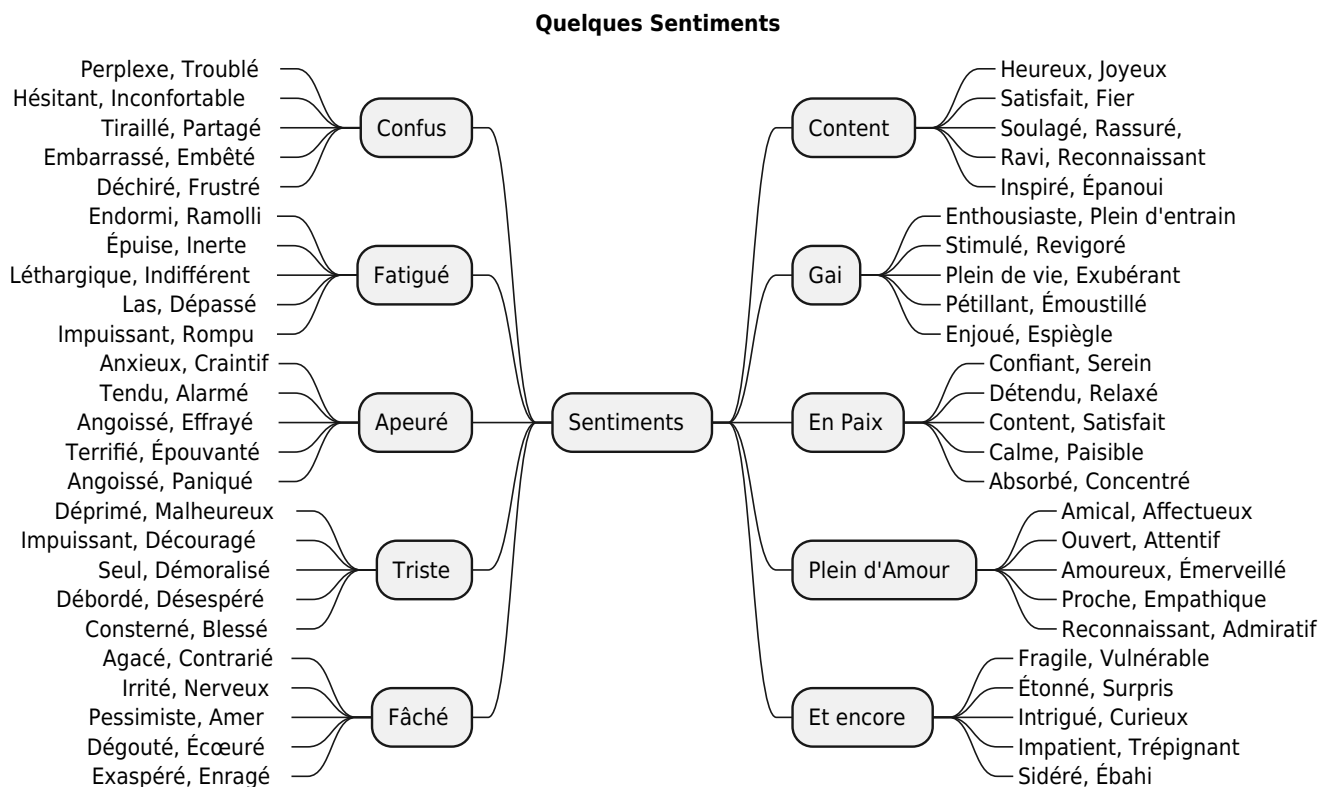 Quelques Sentiments
Sentiments
Content
Heureux, Joyeux
Satisfait, Fier
Soulagé, Rassuré,
Ravi, Reconnaissant
Inspiré, Épanoui
Gai
Enthousiaste, Plein d'entrain
Stimulé, Revigoré
Plein de vie, Exubérant
Pétillant, Émoustillé
Enjoué, Espiègle
En Paix
Confiant, Serein
Détendu, Relaxé
Content, Satisfait
Calme, Paisible
Absorbé, Concentré
Plein d'Amour
Amical, Affectueux
Ouvert, Attentif
Amoureux, Émerveillé
Proche, Empathique
Reconnaissant, Admiratif
Et encore
Fragile, Vulnérable
Étonné, Surpris
Intrigué, Curieux
Impatient, Trépignant
Sidéré, Ébahi
Confus
Perplexe, Troublé
Hésitant, Inconfortable
Tiraillé, Partagé
Embarrassé, Embêté
Déchiré, Frustré
Fatigué
Endormi, Ramolli
Épuise, Inerte
Léthargique, Indifférent
Las, Dépassé
Impuissant, Rompu
Apeuré
Anxieux, Craintif
Tendu, Alarmé
Angoissé, Effrayé
Terrifié, Épouvanté
Angoissé, Paniqué
Triste
Déprimé, Malheureux
Impuissant, Découragé
Seul, Démoralisé
Débordé, Désespéré
Consterné, Blessé
Fâché
Agacé, Contrarié
Irrité, Nerveux
Pessimiste, Amer
Dégouté, Écœuré
Exaspéré, Enragé